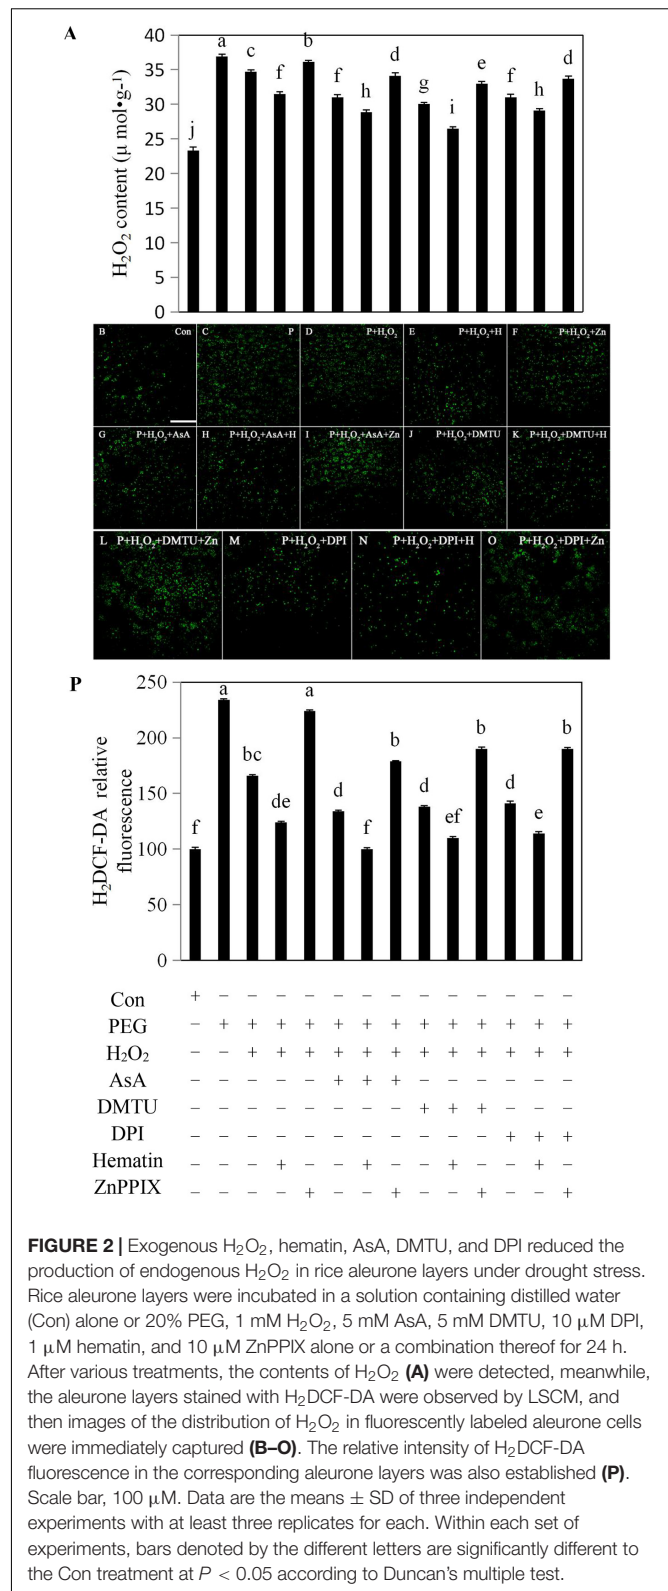 A
H₂O₂ content (μ mol•g-¹)
40
35
30
25
20
15
10
5
0
j a c f b f h d g i e f h d
B Con
C P
D P+H₂O₂
E P+H₂O₂+H
F P+H₂O₂+Zn
G P+H₂O₂+AsA
H P+H₂O₂+AsA+H
I P+H₂O₂+AsA+Zn
J P+H₂O₂+DMTU
K P+H₂O₂+DMTU+H
L P+H₂O₂+DMTU+Zn
M P+H₂O₂+DPI
N P+H₂O₂+DPI+H
O P+H₂O₂+DPI+Zn
P
H₂DCF-DA relative
fluorescence
250
200
150
100
50
0
f a bc de a d f b d ef b d e b
Con + − − − − − − − − − − − − −
PEG − + + + + + + + + + + + + +
H₂O₂ − − + + + + + + + + + + + +
AsA − − − − − + + + − − − − − −
DMTU − − − − − − − − + + + − − −
DPI − − − − − − − − − − − + + +
Hematin − − − + − − + − − + − − + −
ZnPPIX − − − − + − − + − − + − − +
FIGURE 2 | Exogenous H₂O₂, hematin, AsA, DMTU, and DPI reduced the
production of endogenous H₂O₂ in rice aleurone layers under drought stress.
Rice aleurone layers were incubated in a solution containing distilled water
(Con) alone or 20% PEG, 1 mM H₂O₂, 5 mM AsA, 5 mM DMTU, 10 μM DPI,
1 μM hematin, and 10 μM ZnPPIX alone or a combination thereof for 24 h.
After various treatments, the contents of H₂O₂ (A) were detected, meanwhile,
the aleurone layers stained with H₂DCF-DA were observed by LSCM, and
then images of the distribution of H₂O₂ in fluorescently labeled aleurone cells
were immediately captured (B–O). The relative intensity of H₂DCF-DA
fluorescence in the corresponding aleurone layers was also established (P).
Scale bar, 100 μM. Data are the means ± SD of three independent
experiments with at least three replicates for each. Within each set of
experiments, bars denoted by the different letters are significantly different to
the Con treatment at P < 0.05 according to Duncan's multiple test.